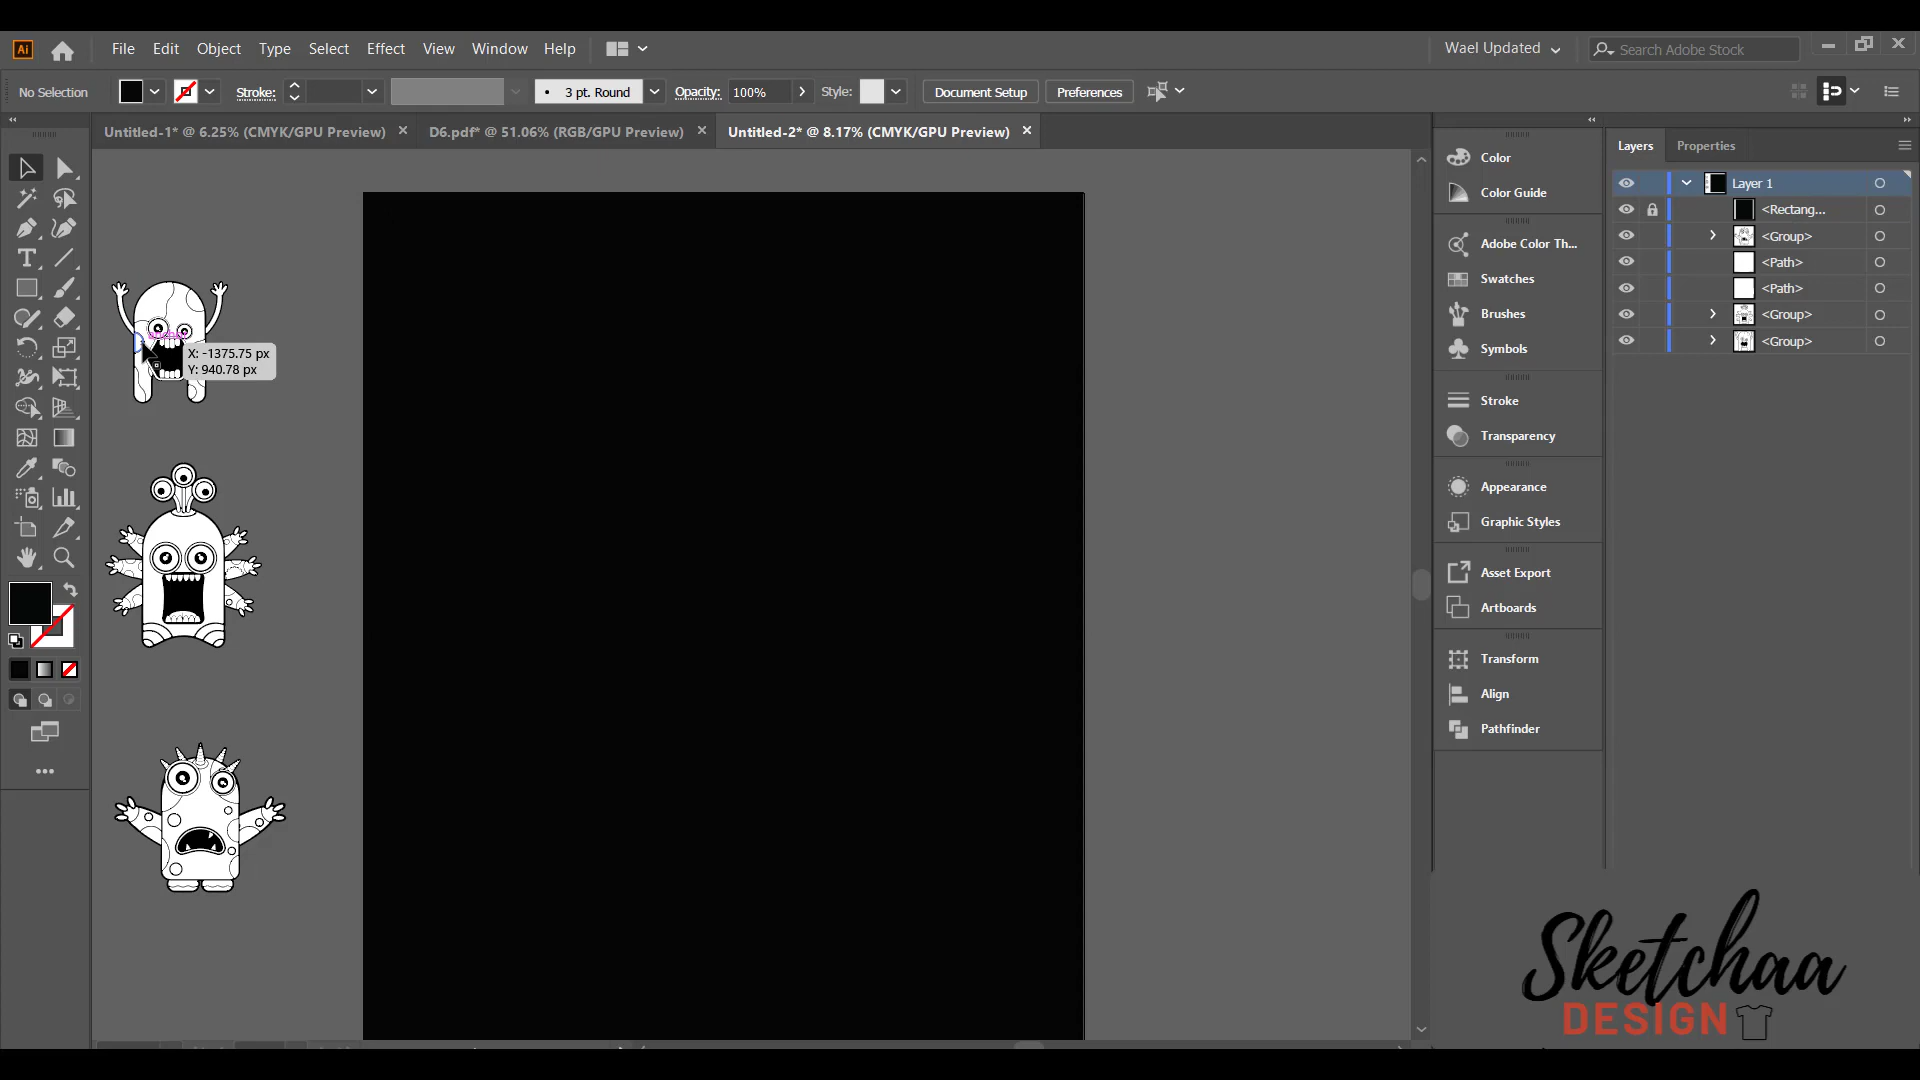 Ai
File Edit Object Type Select Effect View Window Help
Wael Updated
Search Adobe Stock
No Selection
Stroke:
3 pt. Round
Opacity: 100%
Style:
Document Setup
Preferences
Untitled-1* @ 6.25% (CMYK/GPU Preview)
D6.pdf* @ 51.06% (RGB/GPU Preview)
Untitled-2* @ 8.17% (CMYK/GPU Preview)
anchor
X: -1375.75 px
Y: 940.78 px
Color
Color Guide
Adobe Color Th...
Swatches
Brushes
Symbols
Stroke
Transparency
Appearance
Graphic Styles
Asset Export
Artboards
Transform
Align
Pathfinder
Layers Properties
Layer 1
<Rectang...
<Group>
<Path>
<Path>
<Group>
<Group>
Sketchaa
DESIGN